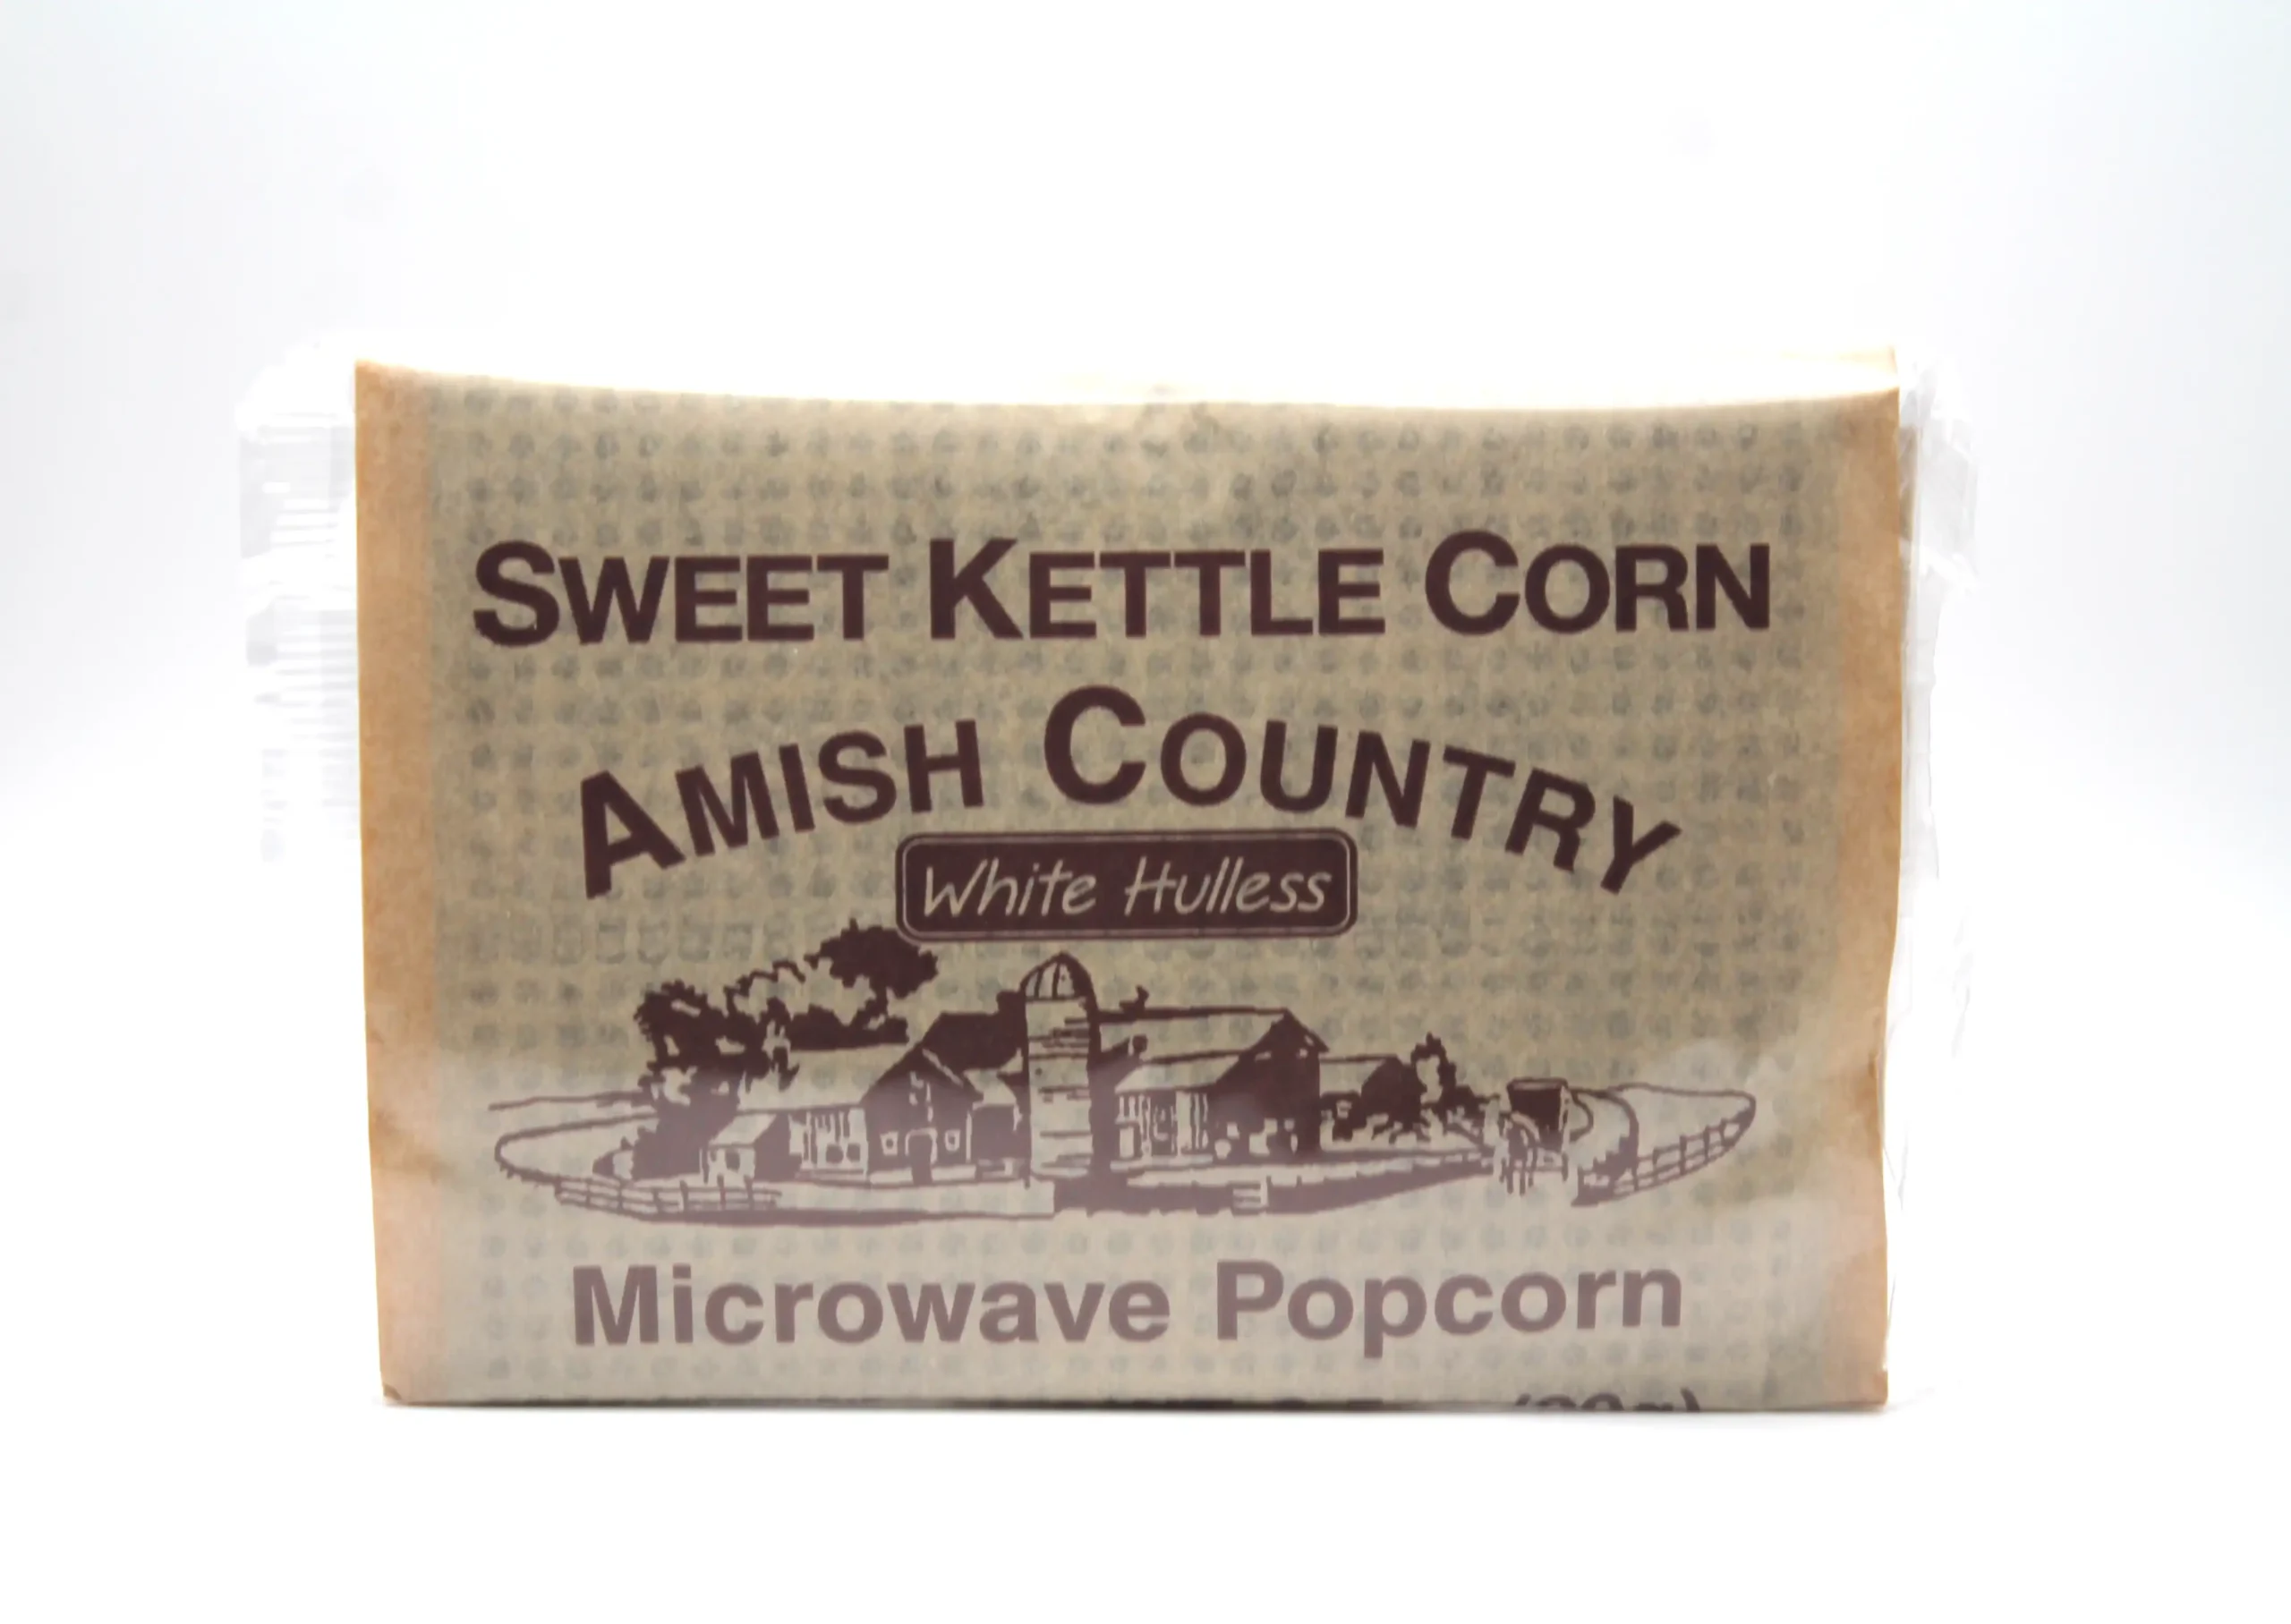 SWEET KETTLE CORN
AMISH COUNTRY
White Hulless
Microwave Popcorn